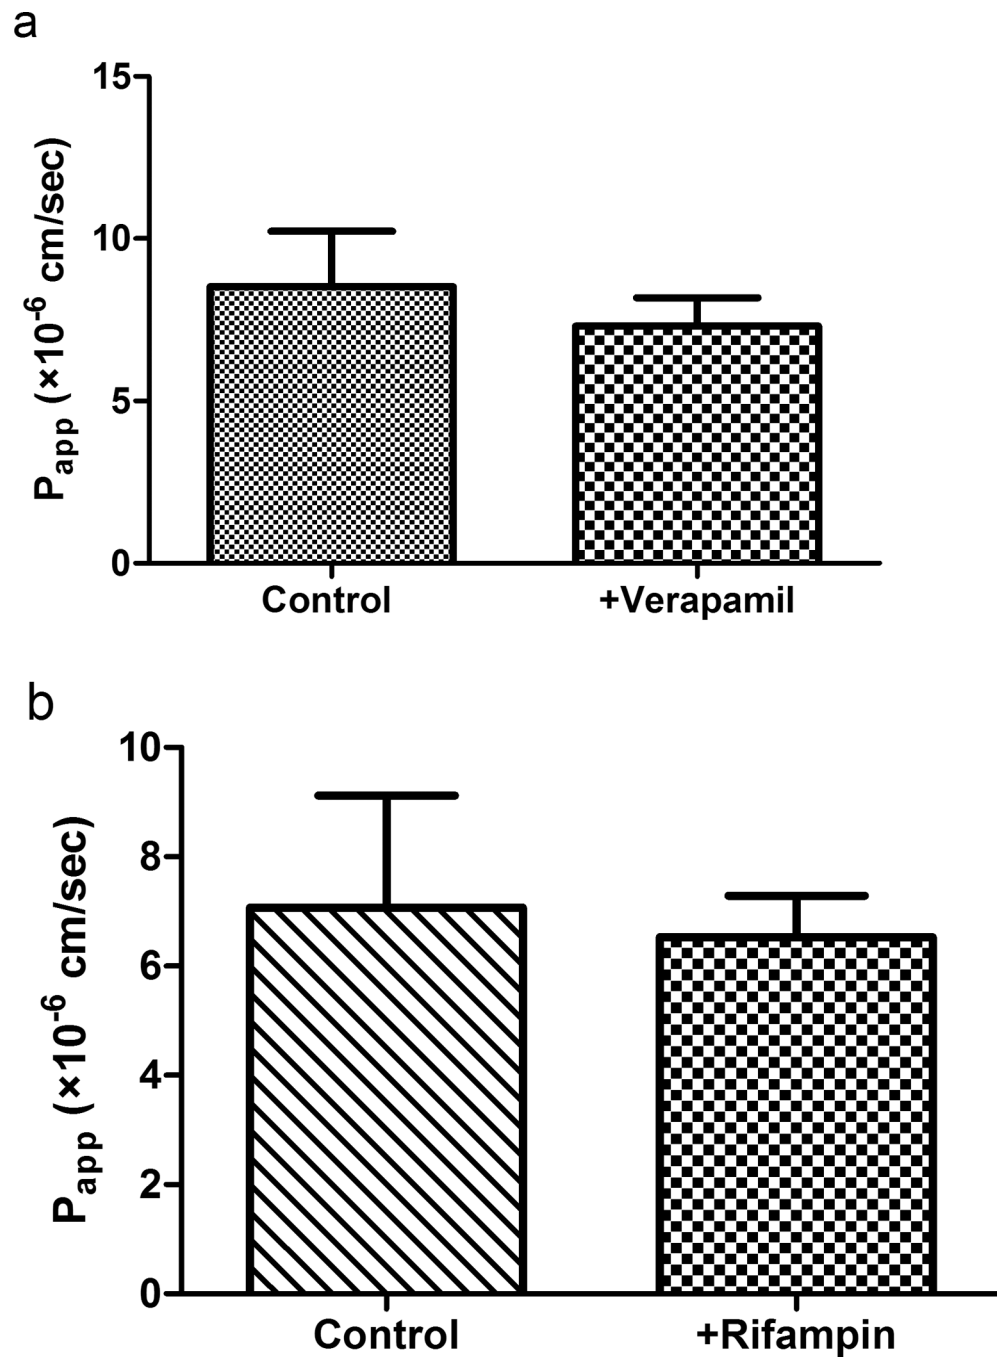 a
15
10
5
0
Papp (×10-6 cm/sec)
Control +Verapamil
b
10
8
6
4
2
0
Papp (×10-6 cm/sec)
Control +Rifampin